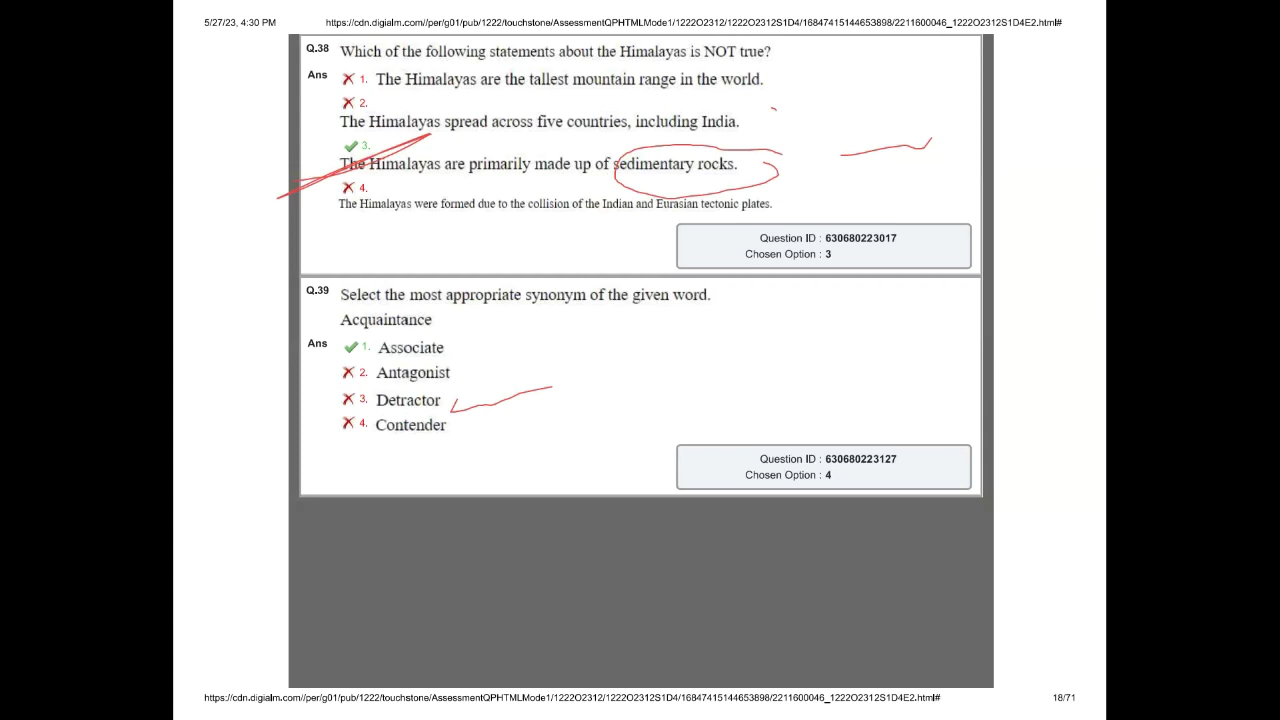 5/27/23, 4:30 PM https://cdn.digialm.com//per/g01/pub/1222/touchstone/AssessmentQPHTMLMode1/1222O2312/1222O2312S1D4/16847415144653898/2211600046_1222O2312S1D4E2.html#
Q.38 Which of the following statements about the Himalayas is NOT true?
Ans 1. The Himalayas are the tallest mountain range in the world.
2.
The Himalayas spread across five countries, including India.
3.
The Himalayas are primarily made up of sedimentary rocks.
4.
The Himalayas were formed due to the collision of the Indian and Eurasian tectonic plates.
Question ID : 630680223017
Chosen Option : 3
Q.39 Select the most appropriate synonym of the given word.
Acquaintance
Ans 1. Associate
2. Antagonist
3. Detractor
4. Contender
Question ID : 630680223127
Chosen Option : 4
https://cdn.digialm.com//per/g01/pub/1222/touchstone/AssessmentQPHTMLMode1/1222O2312/1222O2312S1D4/16847415144653898/2211600046_1222O2312S1D4E2.html# 18/71